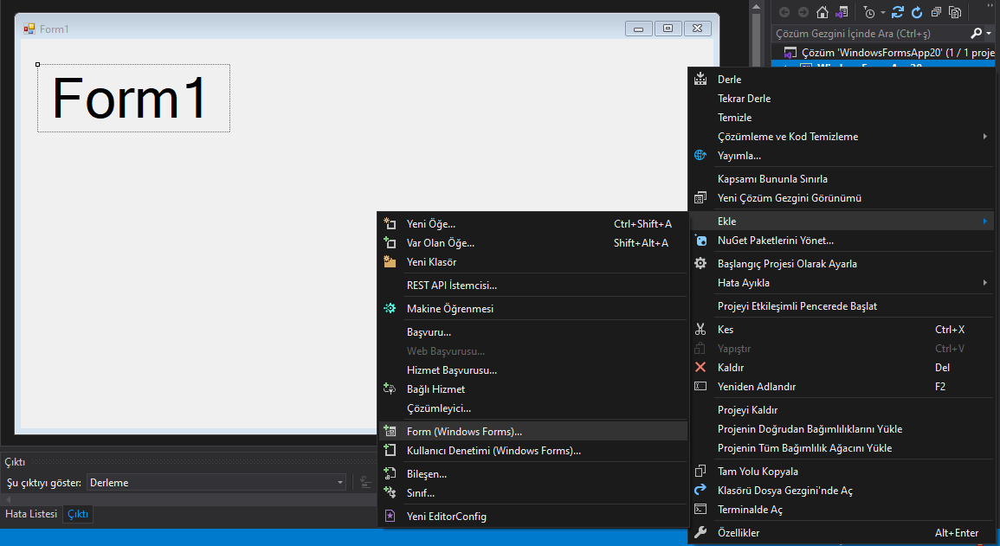 Form1
Form1
Çözüm Gezgini İçinde Ara (Ctrl+ş)
Çözüm 'WindowsFormsApp20' (1 / 1 proje
Derle
Tekrar Derle
Temizle
Çözümleme ve Kod Temizleme
Yayımla...
Kapsamı Bununla Sınırla
Yeni Çözüm Gezgini Görünümü
Ekle
NuGet Paketlerini Yönet...
Başlangıç Projesi Olarak Ayarla
Hata Ayıkla
Projeyi Etkileşimli Pencerede Başlat
Kes Ctrl+X
Yapıştır Ctrl+V
Kaldır Del
Yeniden Adlandır F2
Projeyi Kaldır
Projenin Doğrudan Bağımlılıklarını Yükle
Projenin Tüm Bağımlılık Ağacını Yükle
Tam Yolu Kopyala
Klasörü Dosya Gezgini'nde Aç
Terminalde Aç
Özellikler Alt+Enter
Yeni Öğe... Ctrl+Shift+A
Var Olan Öğe... Shift+Alt+A
Yeni Klasör
REST API İstemcisi...
Makine Öğrenmesi
Başvuru...
Web Başvurusu...
Hizmet Başvurusu...
Bağlı Hizmet
Çözümleyici...
Form (Windows Forms)...
Kullanıcı Denetimi (Windows Forms)...
Bileşen...
Sınıf...
Yeni EditorConfig
Çıktı
Şu çıktıyı göster: Derleme
Hata Listesi Çıktı